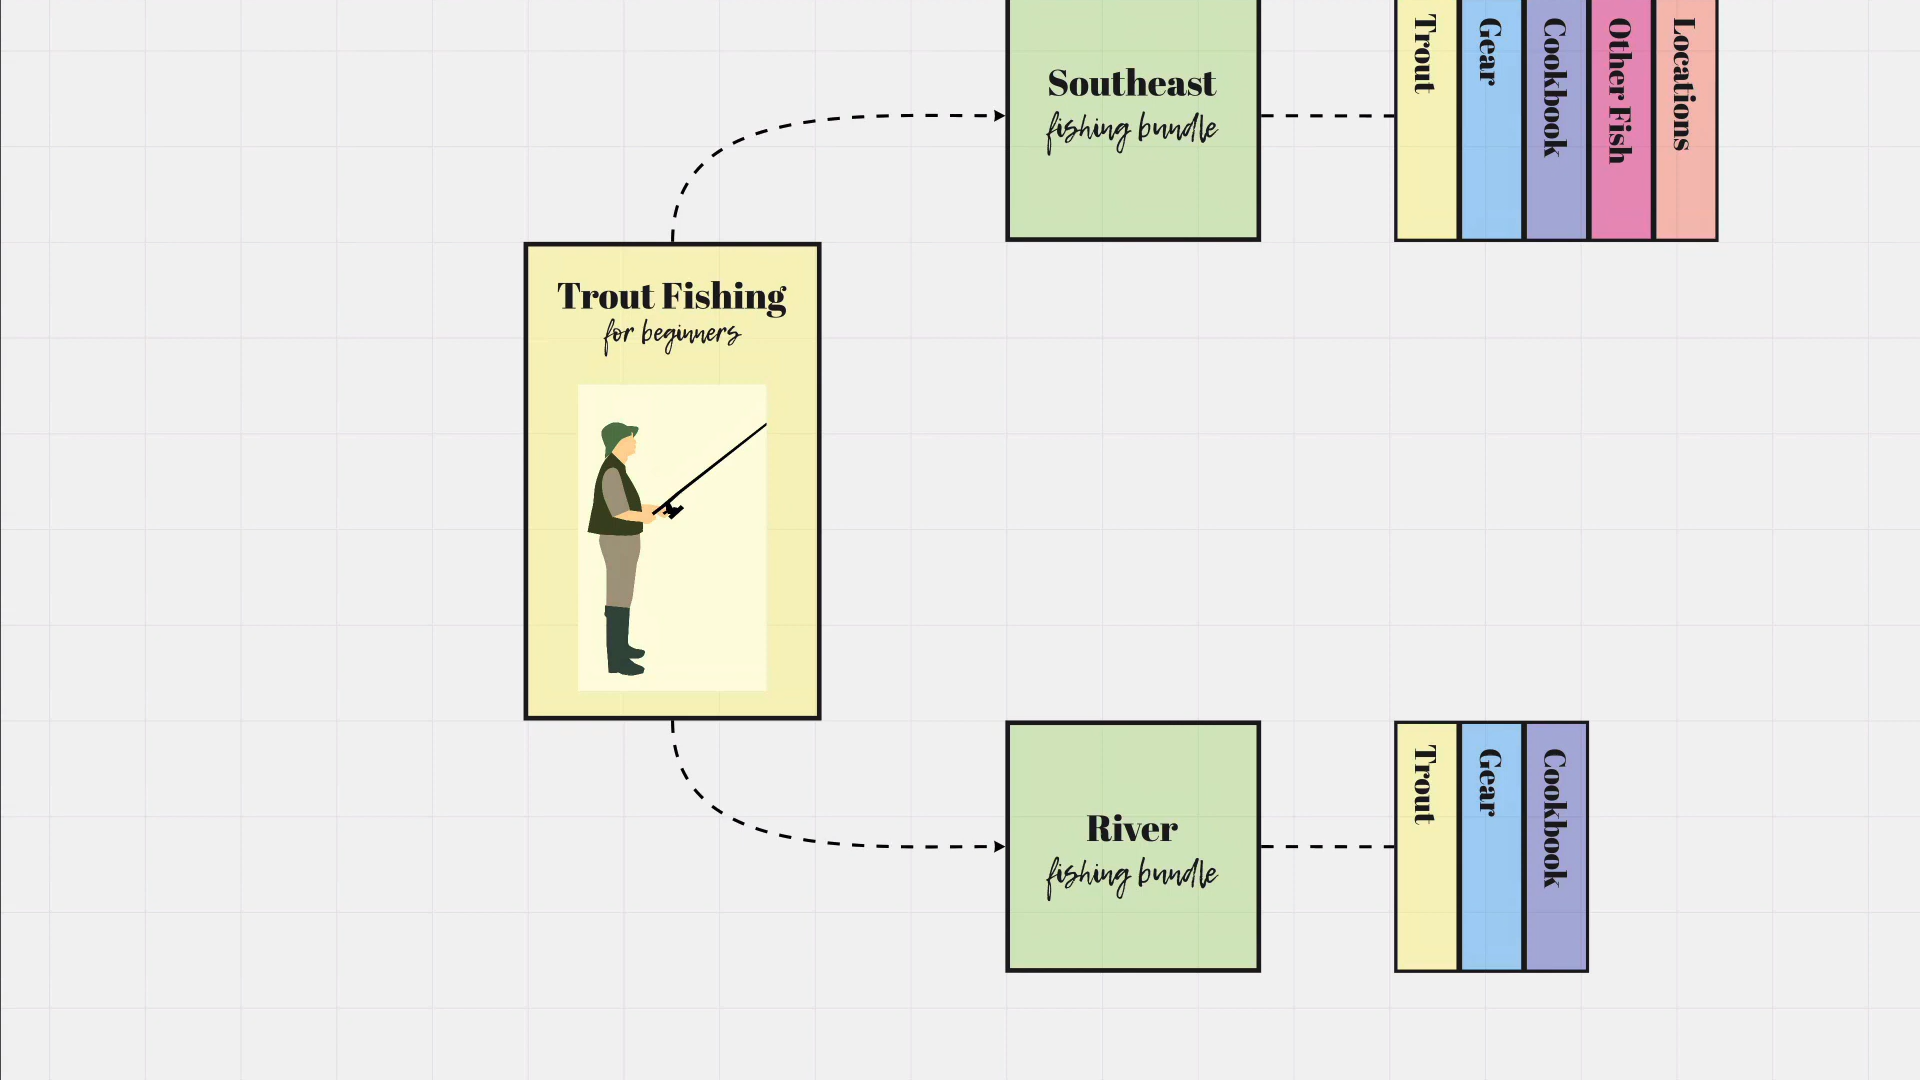 Southeast
fishing bundle
Trout
Gear
Cookbook
Other Fish
Locations
Trout Fishing
for beginners
River
fishing bundle
Trout
Gear
Cookbook